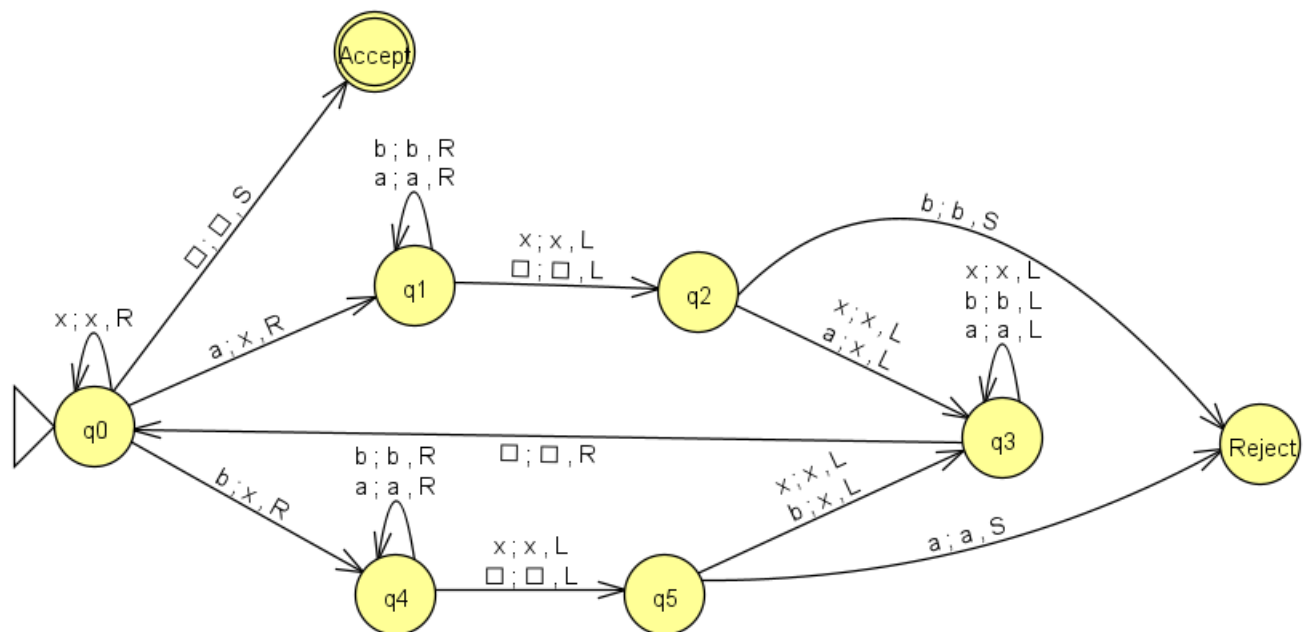 Accept
b ; b , R
a ; a , R
□ ; □ , S
b ; b , S
x ; x , L
□ ; □ , L
x ; x , L
b ; b , L
a ; a , L
q1
q2
x ; x , R
a ; x , R
x ; x , L
a ; x , L
q0
q3
Reject
□ ; □ , R
b ; b , R
a ; a , R
b ; x , R
x ; x , L
b ; x , L
x ; x , L
□ ; □ , L
a ; a , S
q4
q5